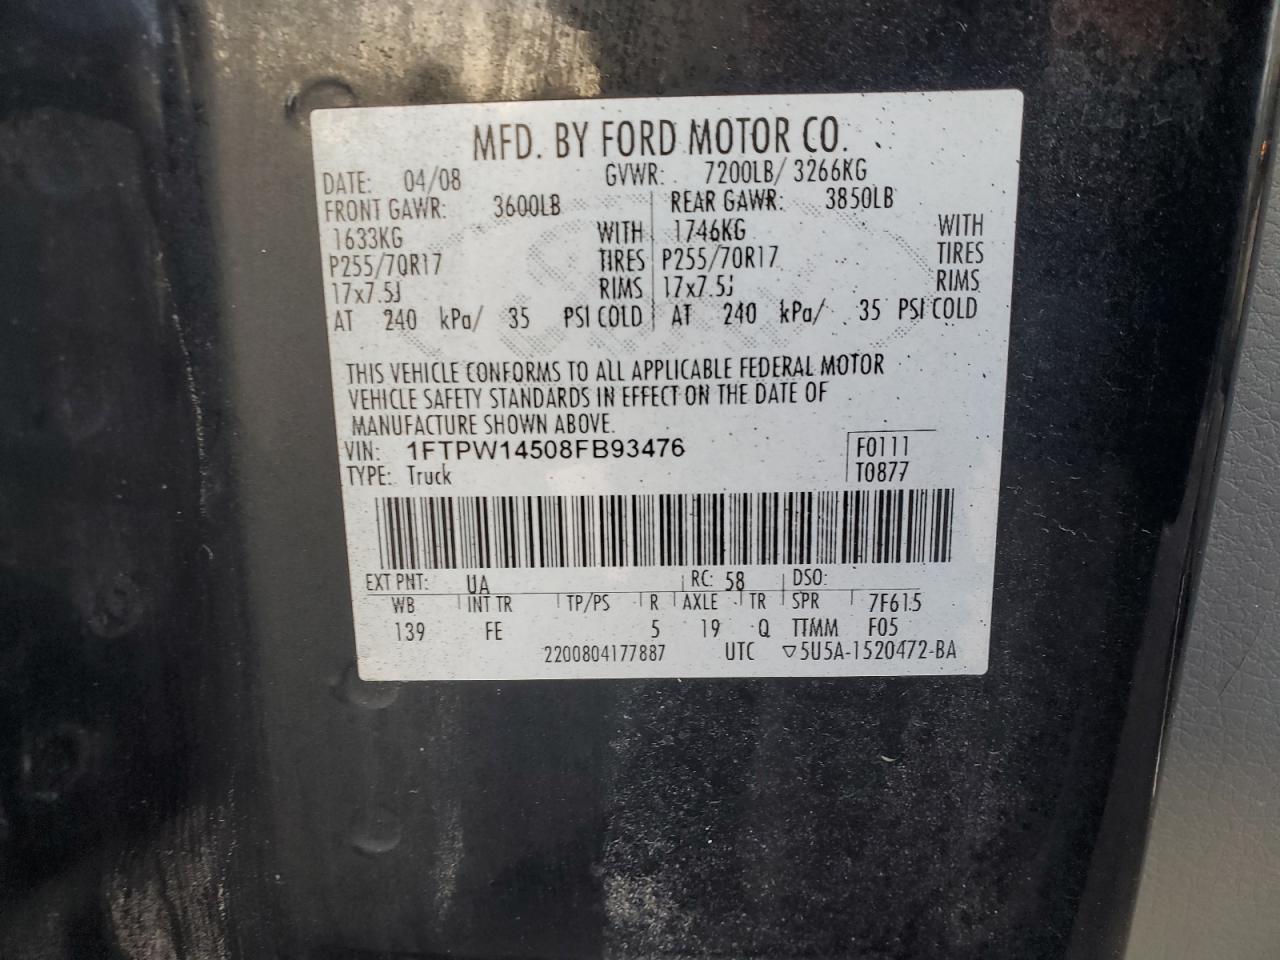 MFD. BY FORD MOTOR CO.
DATE: 04/08 GVWR: 7200LB/ 3266KG
FRONT GAWR: 3600LB REAR GAWR: 3850LB
1633KG WITH 1746KG WITH
P255/70R17 TIRES P255/70R17 TIRES
17x7.5J RIMS 17x7.5J RIMS
AT 240 kPa/ 35 PSI COLD AT 240 kPa/ 35 PSI COLD
THIS VEHICLE CONFORMS TO ALL APPLICABLE FEDERAL MOTOR
VEHICLE SAFETY STANDARDS IN EFFECT ON THE DATE OF
MANUFACTURE SHOWN ABOVE.
VIN: 1FTPW14508FB93476 F0111
TYPE: Truck T0877
EXT PNT: UA RC: 58 DSO:
WB INT TR TP/PS R AXLE TR SPR 7F615
139 FE 5 19 Q TTMM F05
2200804177887 UTC ▽5U5A-1520472-BA